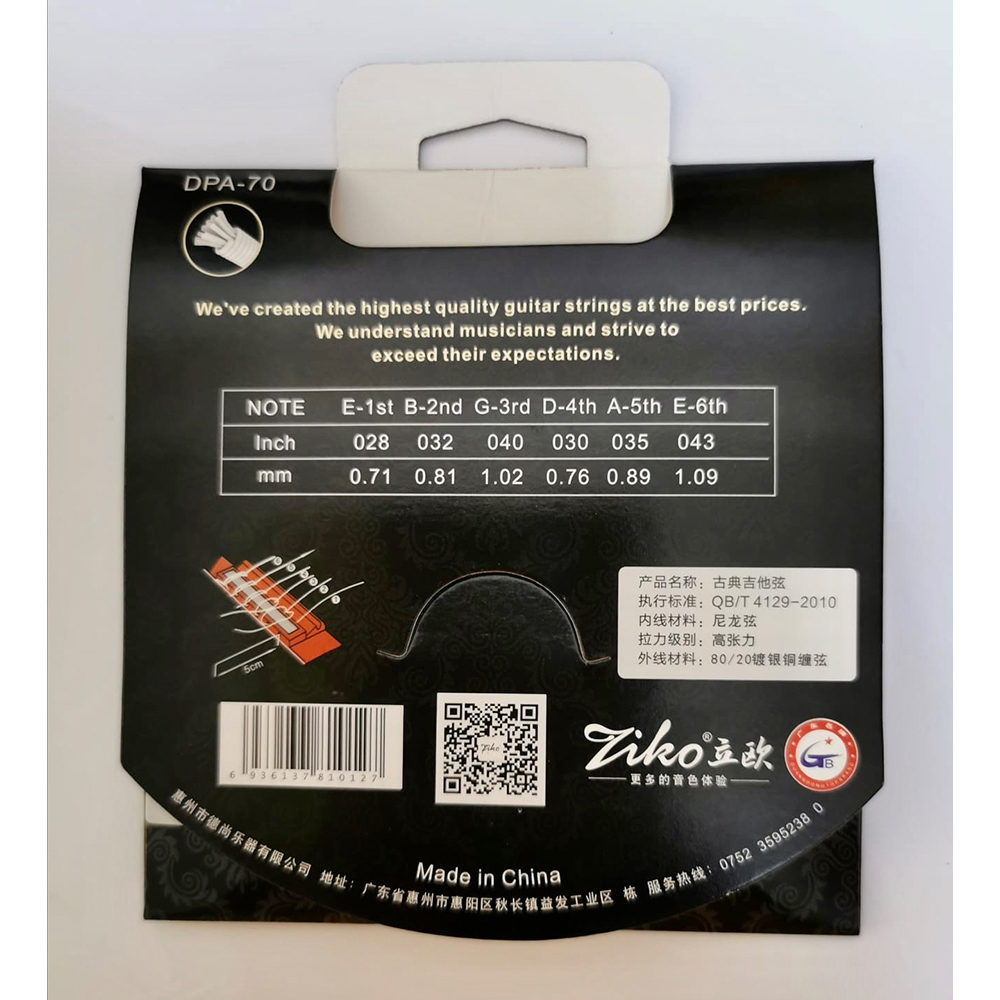 DPA-70
We've created the highest quality guitar strings at the best prices.
We understand musicians and strive to
exceed their expectations.
NOTE E-1st B-2nd G-3rd D-4th A-5th E-6th
Inch 028 032 040 030 035 043
mm 0.71 0.81 1.02 0.76 0.89 1.09
5cm
产品名称：古典吉他弦
执行标准：QB/T 4129-2010
内线材料：尼龙弦
拉力级别：高张力
外线材料：80/20镀银铜缠弦
6 936137 810127
Ziko
Ziko®立欧
更多的音色体验
广东名牌
GB
Made in China
惠州市德尚乐器有限公司 地址：广东省惠州市惠阳区秋长镇益发工业区 栋 服务热线：0752 3595238 0